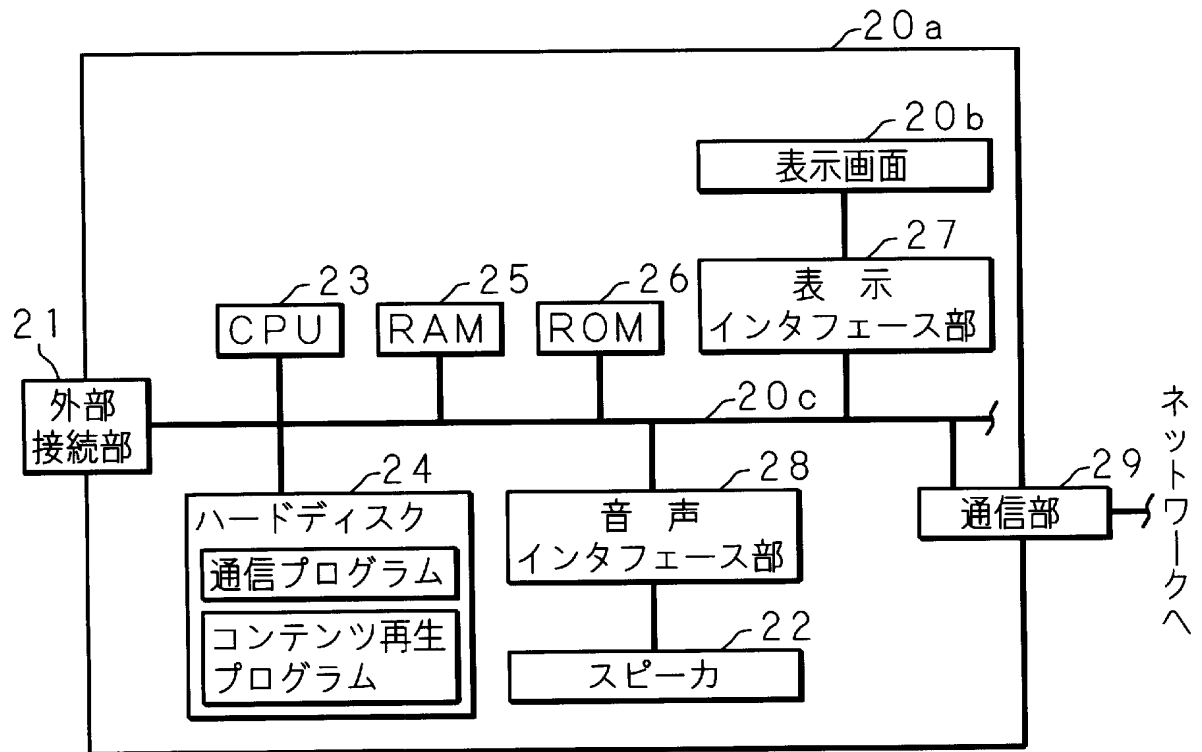 20a
20b
表示画面
27
表 示
インタフェース部
23
CPU
25
RAM
26
ROM
21
外部
接続部
20c
24
ハードディスク
通信プログラム
コンテンツ再生
プログラム
28
音 声
インタフェース部
22
スピーカ
29
通信部
ネットワークへ